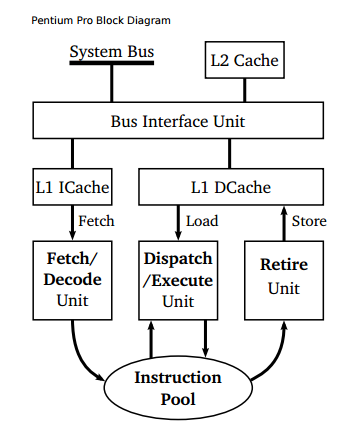 Pentium Pro Block Diagram
System Bus
L2 Cache
Bus Interface Unit
L1 ICache
L1 DCache
Fetch
Load
Store
Fetch/
Decode
Unit
Dispatch
/Execute
Unit
Retire
Unit
Instruction
Pool